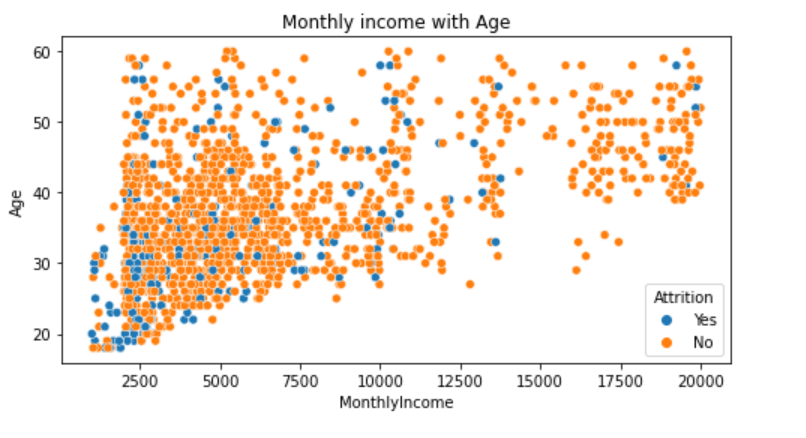 Monthly income with Age
60
50
40
30
20
Age
2500 5000 7500 10000 12500 15000 17500 20000
MonthlyIncome
Attrition
Yes
No